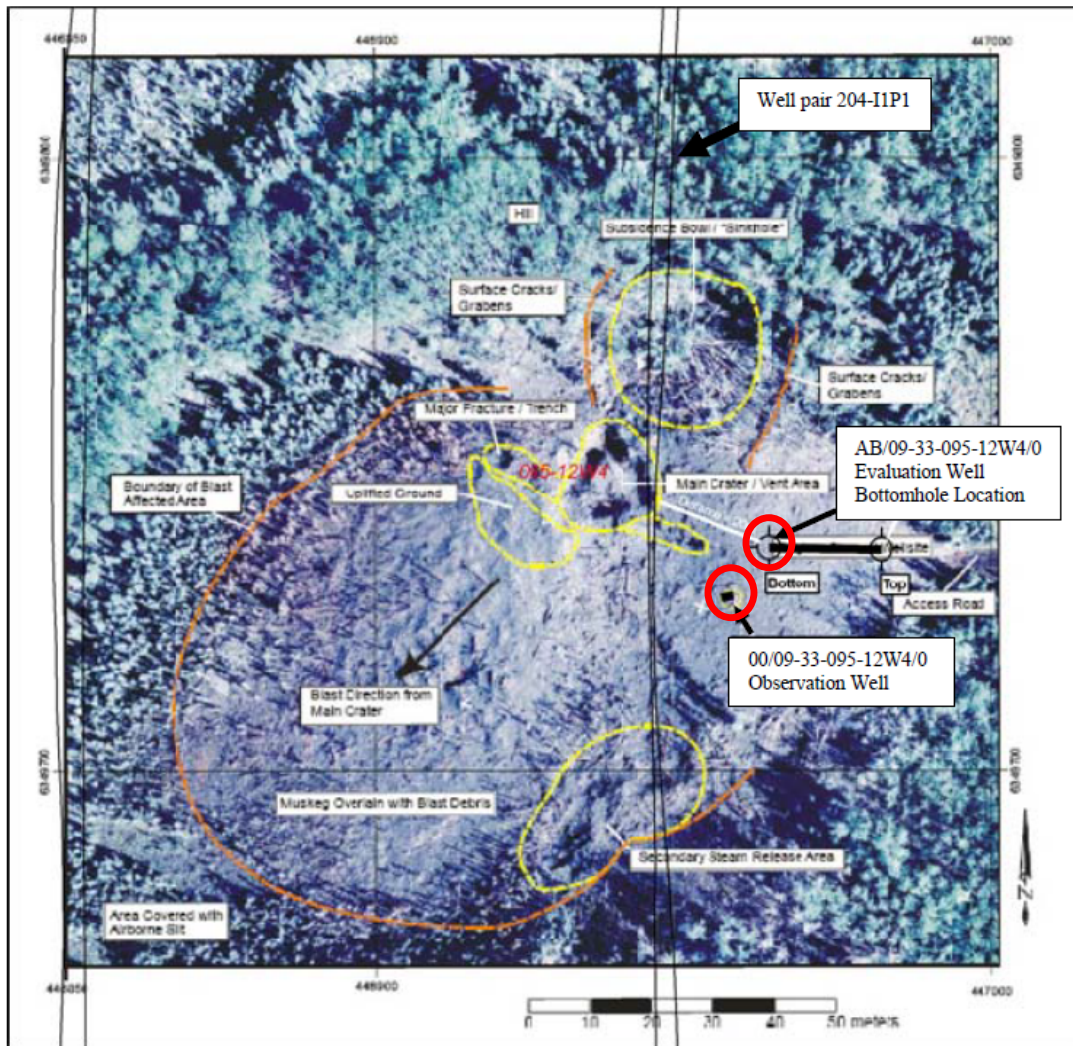 446850
446900
447000
Well pair 204-I1P1
6349800
6349800
Hill
Subsidence Bowl / "Sinkhole"
Surface Cracks/
Grabens
Surface Cracks/
Grabens
Major Fracture / Trench
095-12W4
Main Crater / Vent Area
AB/09-33-095-12W4/0
Evaluation Well
Bottomhole Location
Boundary of Blast
Affected Area
Uplifted Ground
Bottom
Top
Access Road
00/09-33-095-12W4/0
Observation Well
Blast Direction from
Main Crater
6349700
6349700
Muskeg Overlain with Blast Debris
Secondary Steam Release Area
Area Covered with
Airborne Silt
N
446850
446900
447000
0 10 20 30 40 50 meters